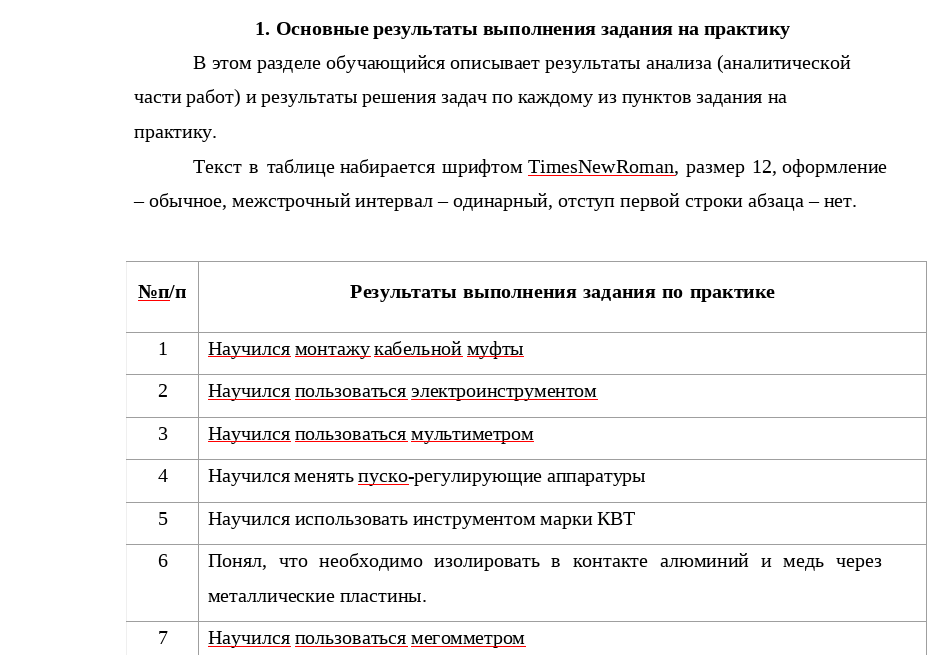 1. Основные результаты выполнения задания на практику
В этом разделе обучающийся описывает результаты анализа (аналитической
части работ) и результаты решения задач по каждому из пунктов задания на
практику.
Текст в таблице набирается шрифтом TimesNewRoman, размер 12, оформление
– обычное, межстрочный интервал – одинарный, отступ первой строки абзаца – нет.
№п/п Результаты выполнения задания по практике
1 Научился монтажу кабельной муфты
2 Научился пользоваться электроинструментом
3 Научился пользоваться мультиметром
4 Научился менять пуско-регулирующие аппаратуры
5 Научился использовать инструментом марки КВТ
6 Понял, что необходимо изолировать в контакте алюминий и медь через
металлические пластины.
7 Научился пользоваться мегомметром